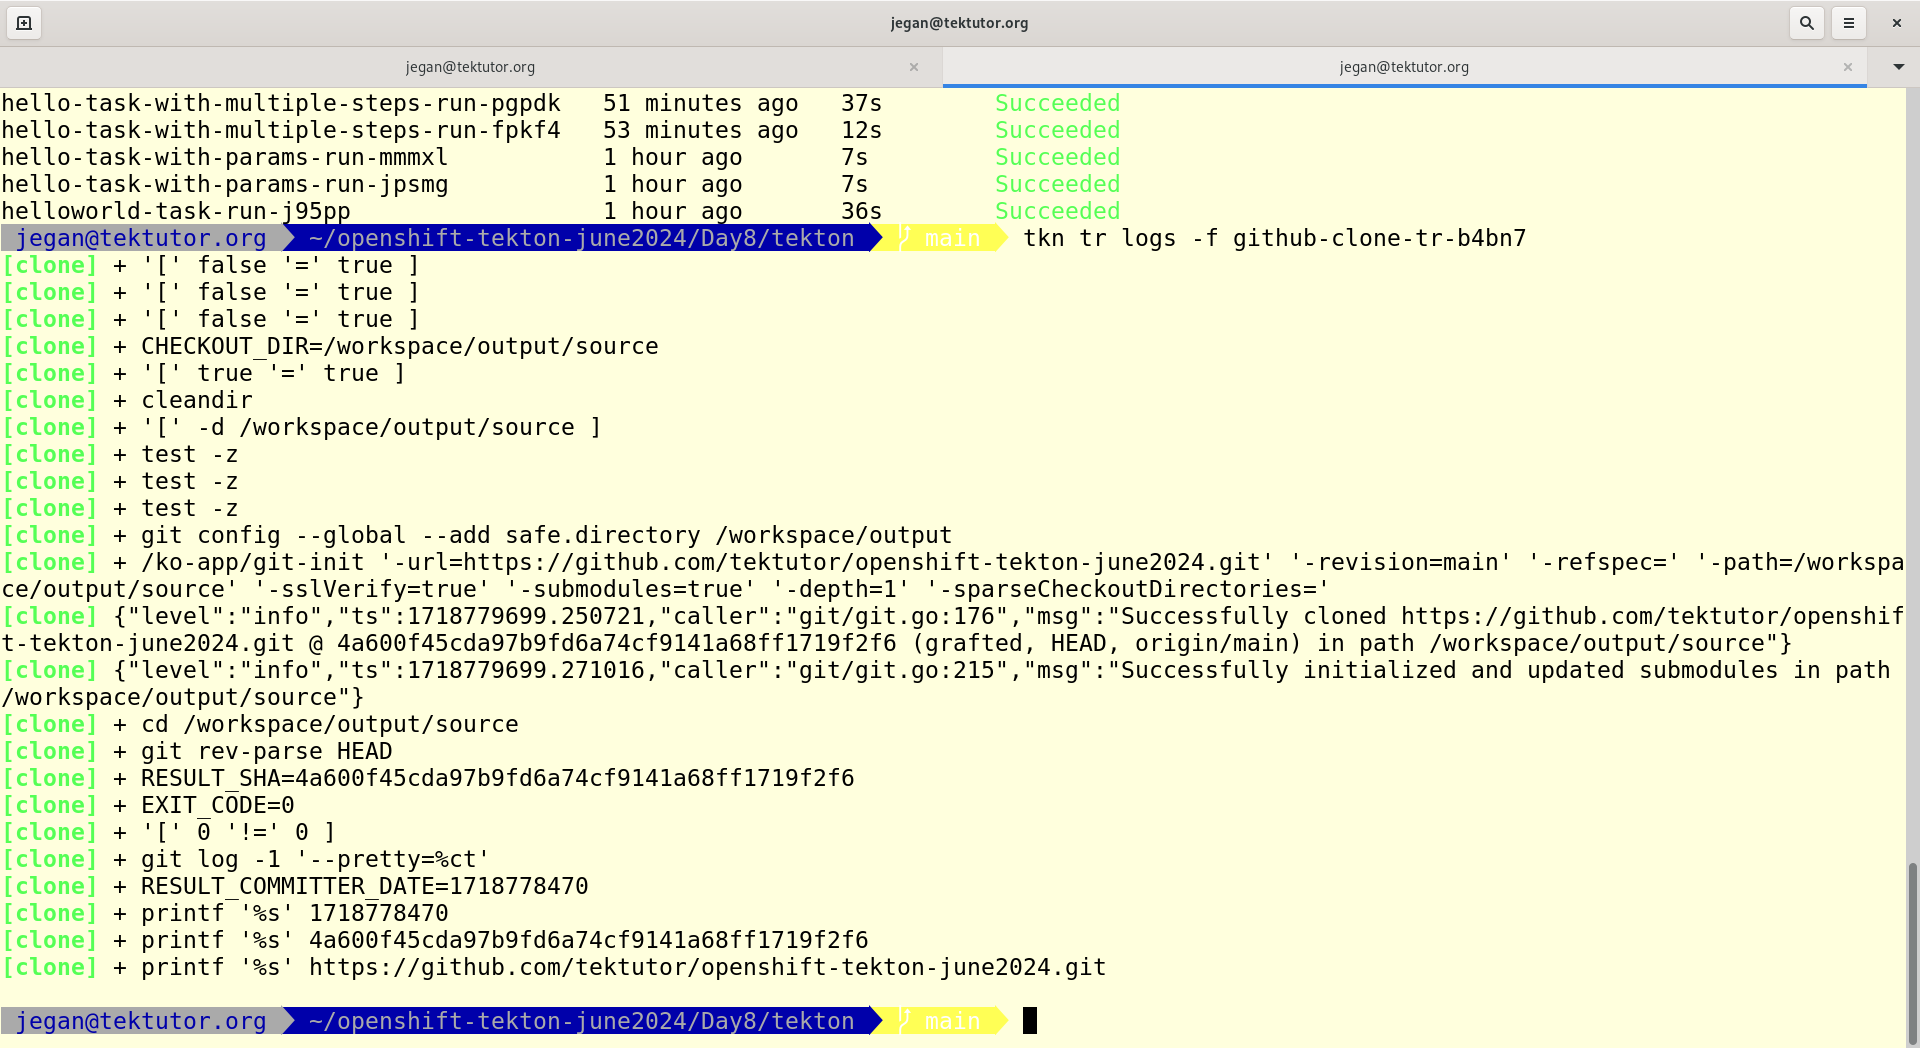 jegan@tektutor.org
jegan@tektutor.org jegan@tektutor.org
hello-task-with-multiple-steps-run-pgpdk   51 minutes ago   37s        Succeeded
hello-task-with-multiple-steps-run-fpkf4   53 minutes ago   12s        Succeeded
hello-task-with-params-run-mmmxl           1 hour ago       7s         Succeeded
hello-task-with-params-run-jpsmg           1 hour ago       7s         Succeeded
helloworld-task-run-j95pp                  1 hour ago       36s        Succeeded
jegan@tektutor.org ~/openshift-tekton-june2024/Day8/tekton main tkn tr logs -f github-clone-tr-b4bn7
[clone] + '[' false '=' true ]
[clone] + '[' false '=' true ]
[clone] + '[' false '=' true ]
[clone] + CHECKOUT_DIR=/workspace/output/source
[clone] + '[' true '=' true ]
[clone] + cleandir
[clone] + '[' -d /workspace/output/source ]
[clone] + test -z
[clone] + test -z
[clone] + test -z
[clone] + git config --global --add safe.directory /workspace/output
[clone] + /ko-app/git-init '-url=https://github.com/tektutor/openshift-tekton-june2024.git' '-revision=main' '-refspec=' '-path=/workspa
ce/output/source' '-sslVerify=true' '-submodules=true' '-depth=1' '-sparseCheckoutDirectories='
[clone] {"level":"info","ts":1718779699.250721,"caller":"git/git.go:176","msg":"Successfully cloned https://github.com/tektutor/openshif
t-tekton-june2024.git @ 4a600f45cda97b9fd6a74cf9141a68ff1719f2f6 (grafted, HEAD, origin/main) in path /workspace/output/source"}
[clone] {"level":"info","ts":1718779699.271016,"caller":"git/git.go:215","msg":"Successfully initialized and updated submodules in path
/workspace/output/source"}
[clone] + cd /workspace/output/source
[clone] + git rev-parse HEAD
[clone] + RESULT_SHA=4a600f45cda97b9fd6a74cf9141a68ff1719f2f6
[clone] + EXIT_CODE=0
[clone] + '[' 0 '!=' 0 ]
[clone] + git log -1 '--pretty=%ct'
[clone] + RESULT_COMMITTER_DATE=1718778470
[clone] + printf '%s' 1718778470
[clone] + printf '%s' 4a600f45cda97b9fd6a74cf9141a68ff1719f2f6
[clone] + printf '%s' https://github.com/tektutor/openshift-tekton-june2024.git
jegan@tektutor.org ~/openshift-tekton-june2024/Day8/tekton main